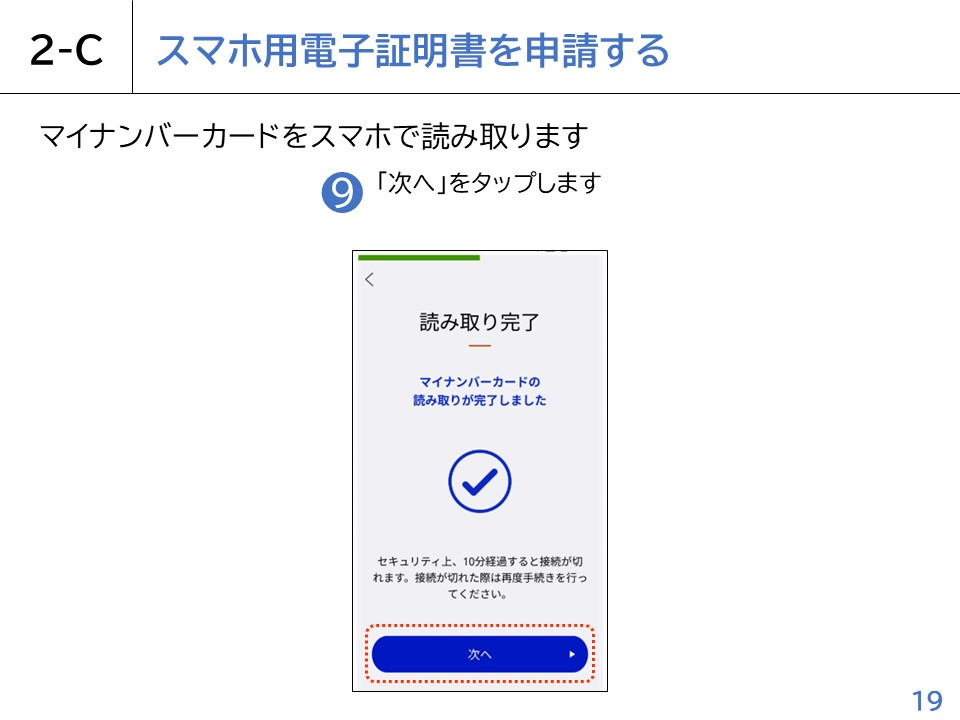 2-C
スマホ用電子証明書を申請する
マイナンバーカードをスマホで読み取ります
9
「次へ」をタップします
読み取り完了
マイナンバーカードの
読み取りが完了しました
セキュリティ上、10分経過すると接続が切
れます。接続が切れた際は再度手続きを行っ
てください。
次へ
19